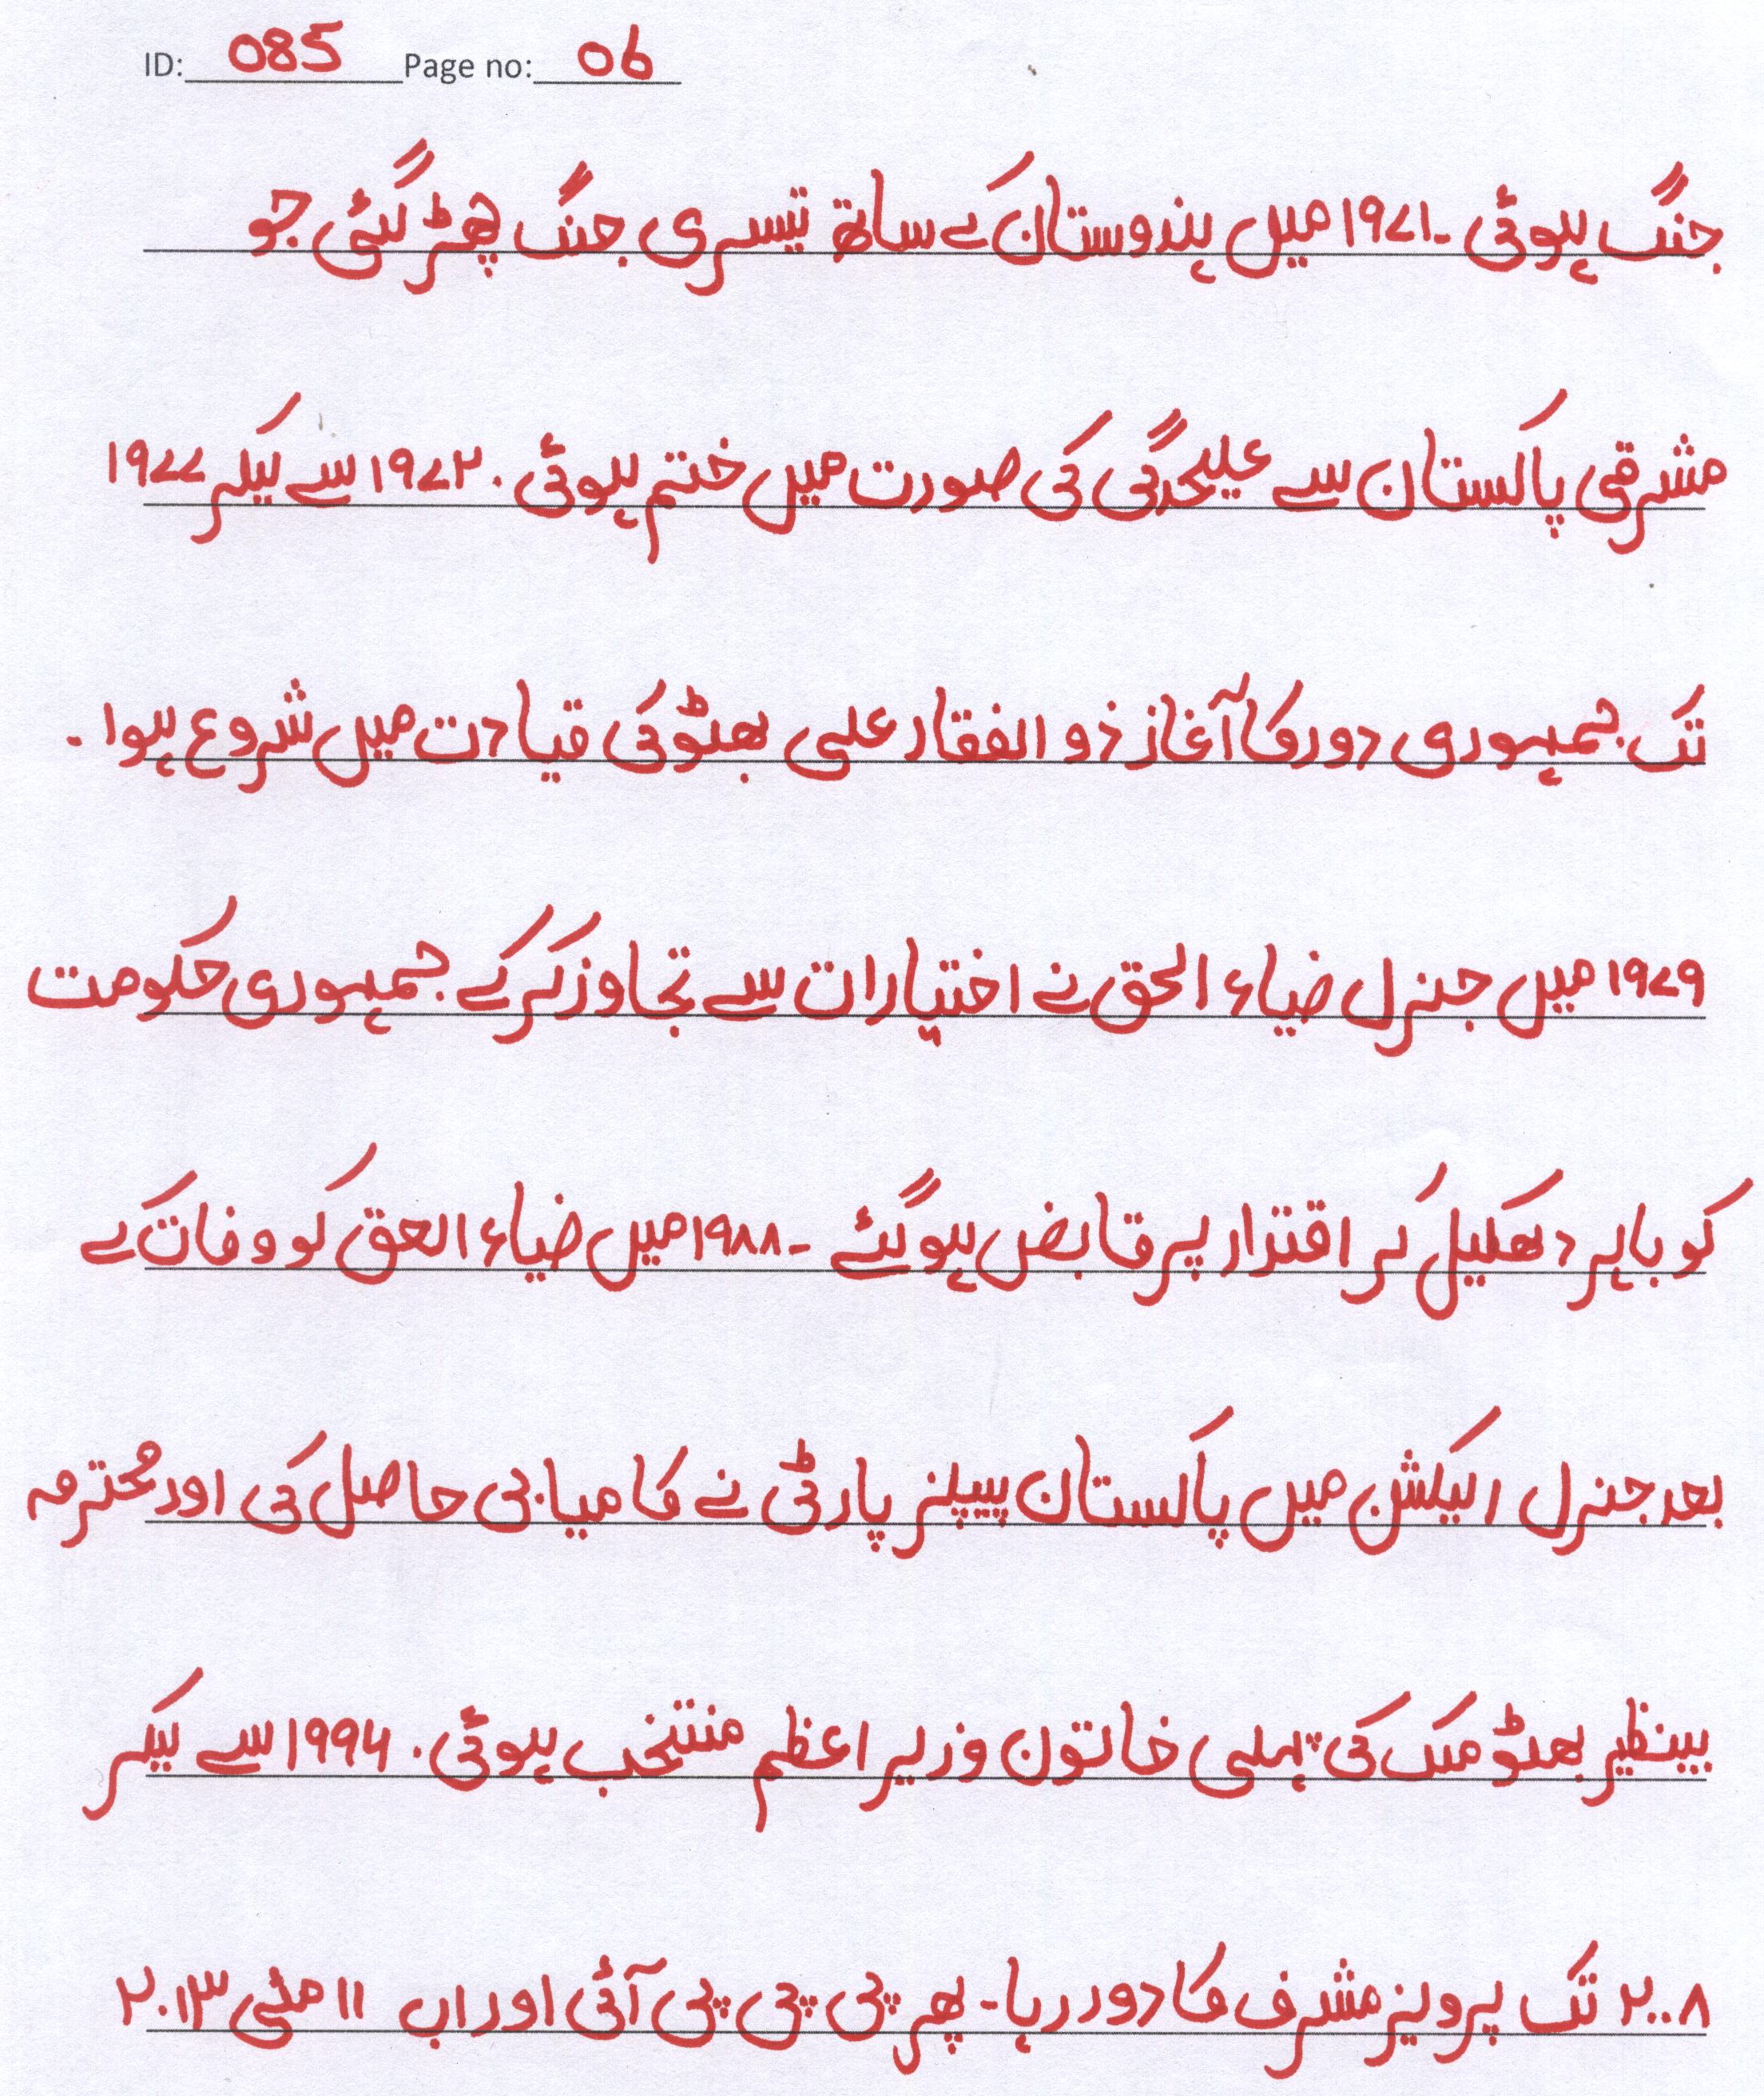 ID: 085 Page no: 06
جنگ ہوئی ۔ ۱۹۷۱ میں ہندوستان کے ساتھ تیسری جنگ چھڑ گئی جو
مشرقی پاکستان سے علیحدگی کی صورت میں ختم ہوئی ۔ ۱۹۷۲ سے لیکر ۱۹۷۷
تک جمہوری دور کا آغاز ذوالفقار علی بھٹو کی قیادت میں شروع ہوا ۔
۱۹۷۹ میں جنرل ضیاء الحق نے اختیارات سے تجاوز کر کے جمہوری حکومت
کو باہر دھکیل کر اقتدار پر قابض ہو گئے ۔ ۱۹۸۸ میں ضیاء الحق کو وفات کے
بعد جنرل الیکشن میں پاکستان پیپلز پارٹی نے کامیابی حاصل کی اور محترمہ
بینظیر بھٹو ملک کی پہلی خاتون وزیر اعظم منتخب ہوئی ۔ ۱۹۹۴ سے لیکر
۲۰۰۸ تک پرویز مشرف کا دور رہا ۔ پھر پی پی پی آئی اور اب ۱۱ مئی ۲۰۱۳